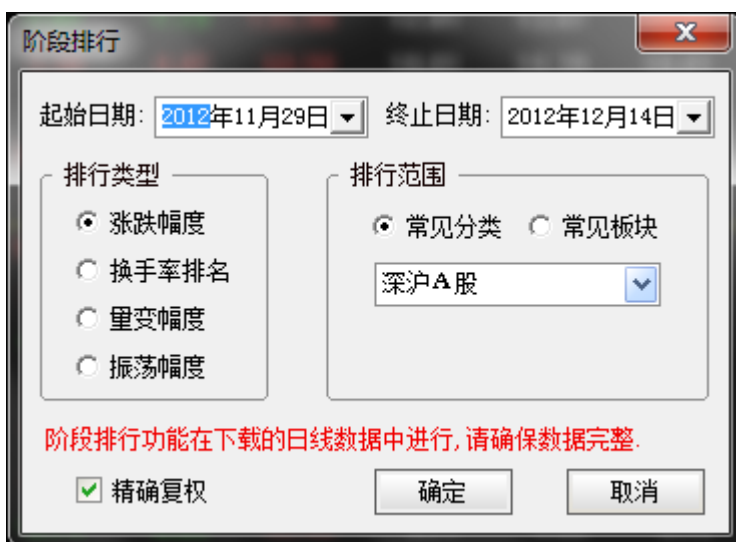 阶段排行
起始日期: 2012年11月29日 终止日期: 2012年12月14日
排行类型
涨跌幅度
换手率排名
量变幅度
振荡幅度
排行范围
常见分类 常见板块
深沪A股
阶段排行功能在下载的日线数据中进行,请确保数据完整.
精确复权 确定 取消